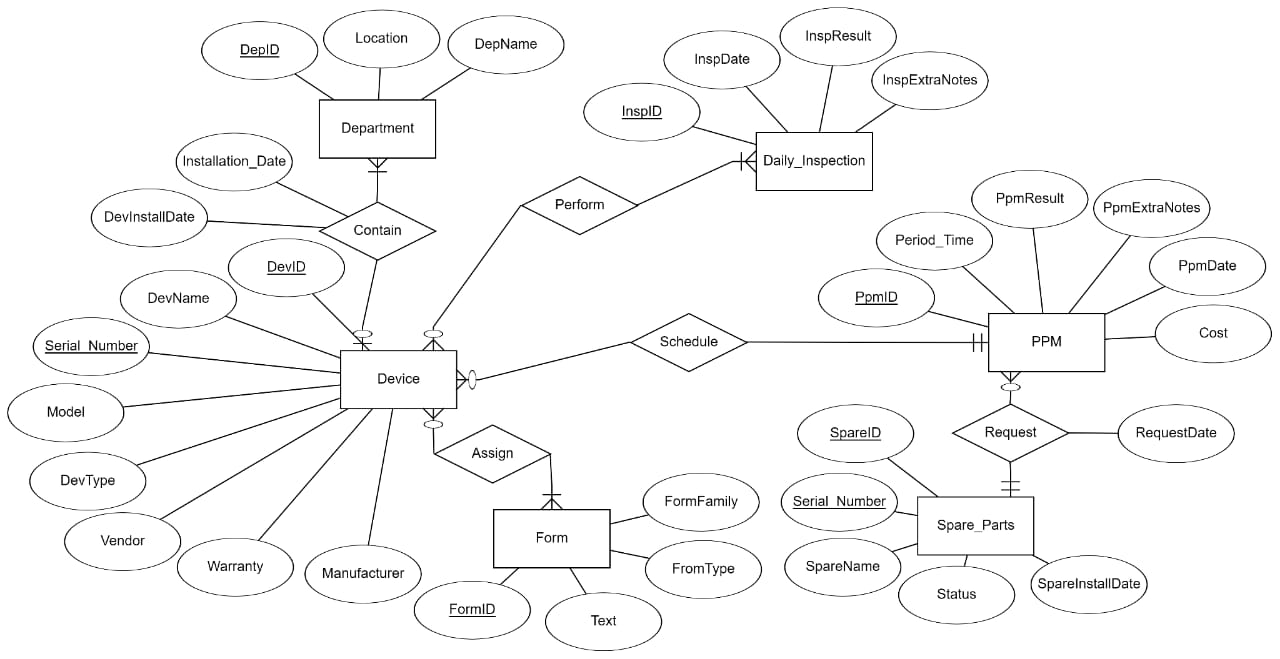 DepID
Location
DepName
Department
Installation_Date
DevInstallDate
Contain
InspID
InspDate
InspResult
InspExtraNotes
Daily_Inspection
Perform
DevID
DevName
Serial_Number
Model
DevType
Vendor
Warranty
Manufacturer
Device
Schedule
PpmID
Period_Time
PpmResult
PpmExtraNotes
PpmDate
Cost
PPM
Assign
Form
FormFamily
FromType
FormID
Text
Request
RequestDate
SpareID
Serial_Number
SpareName
Status
SpareInstallDate
Spare_Parts